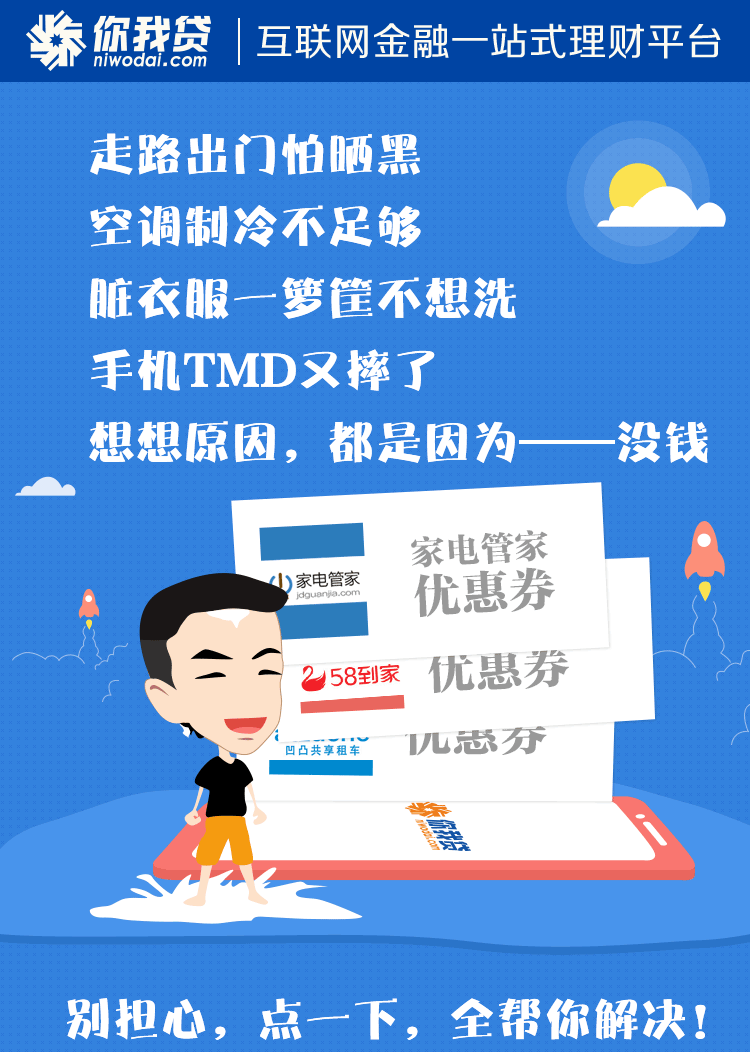 你我贷
niwodai.com
互联网金融一站式理财平台
走路出门怕晒黑
空调制冷不足够
脏衣服一箩筐不想洗
手机TMD又摔了
想想原因，都是因为——没钱
家电管家
jdguanjia.com
家电管家
优惠券
58到家
优惠券
凹凸共享租车
优惠券
你我贷
niwodai.com
别担心，点一下，全帮你解决!